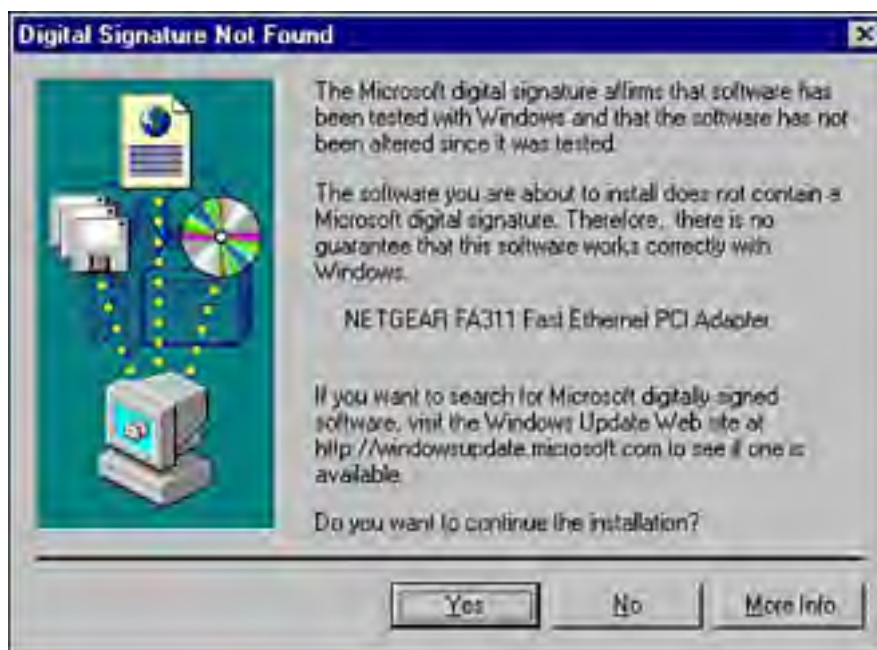 Digital Signature Not Found
The Microsoft digital signature affirms that software has
been tested with Windows and that the software has not
been altered since it was tested.
The software you are about to install does not contain a
Microsoft digital signature. Therefore, there is no
guarantee that this software works correctly with
Windows.
NETGEAR FA311 Fast Ethernet PCI Adapter
If you want to search for Microsoft digitally signed
software, visit the Windows Update Web site at
http://windowsupdate.microsoft.com to see if one is
available.
Do you want to continue the installation?
Yes No More Info